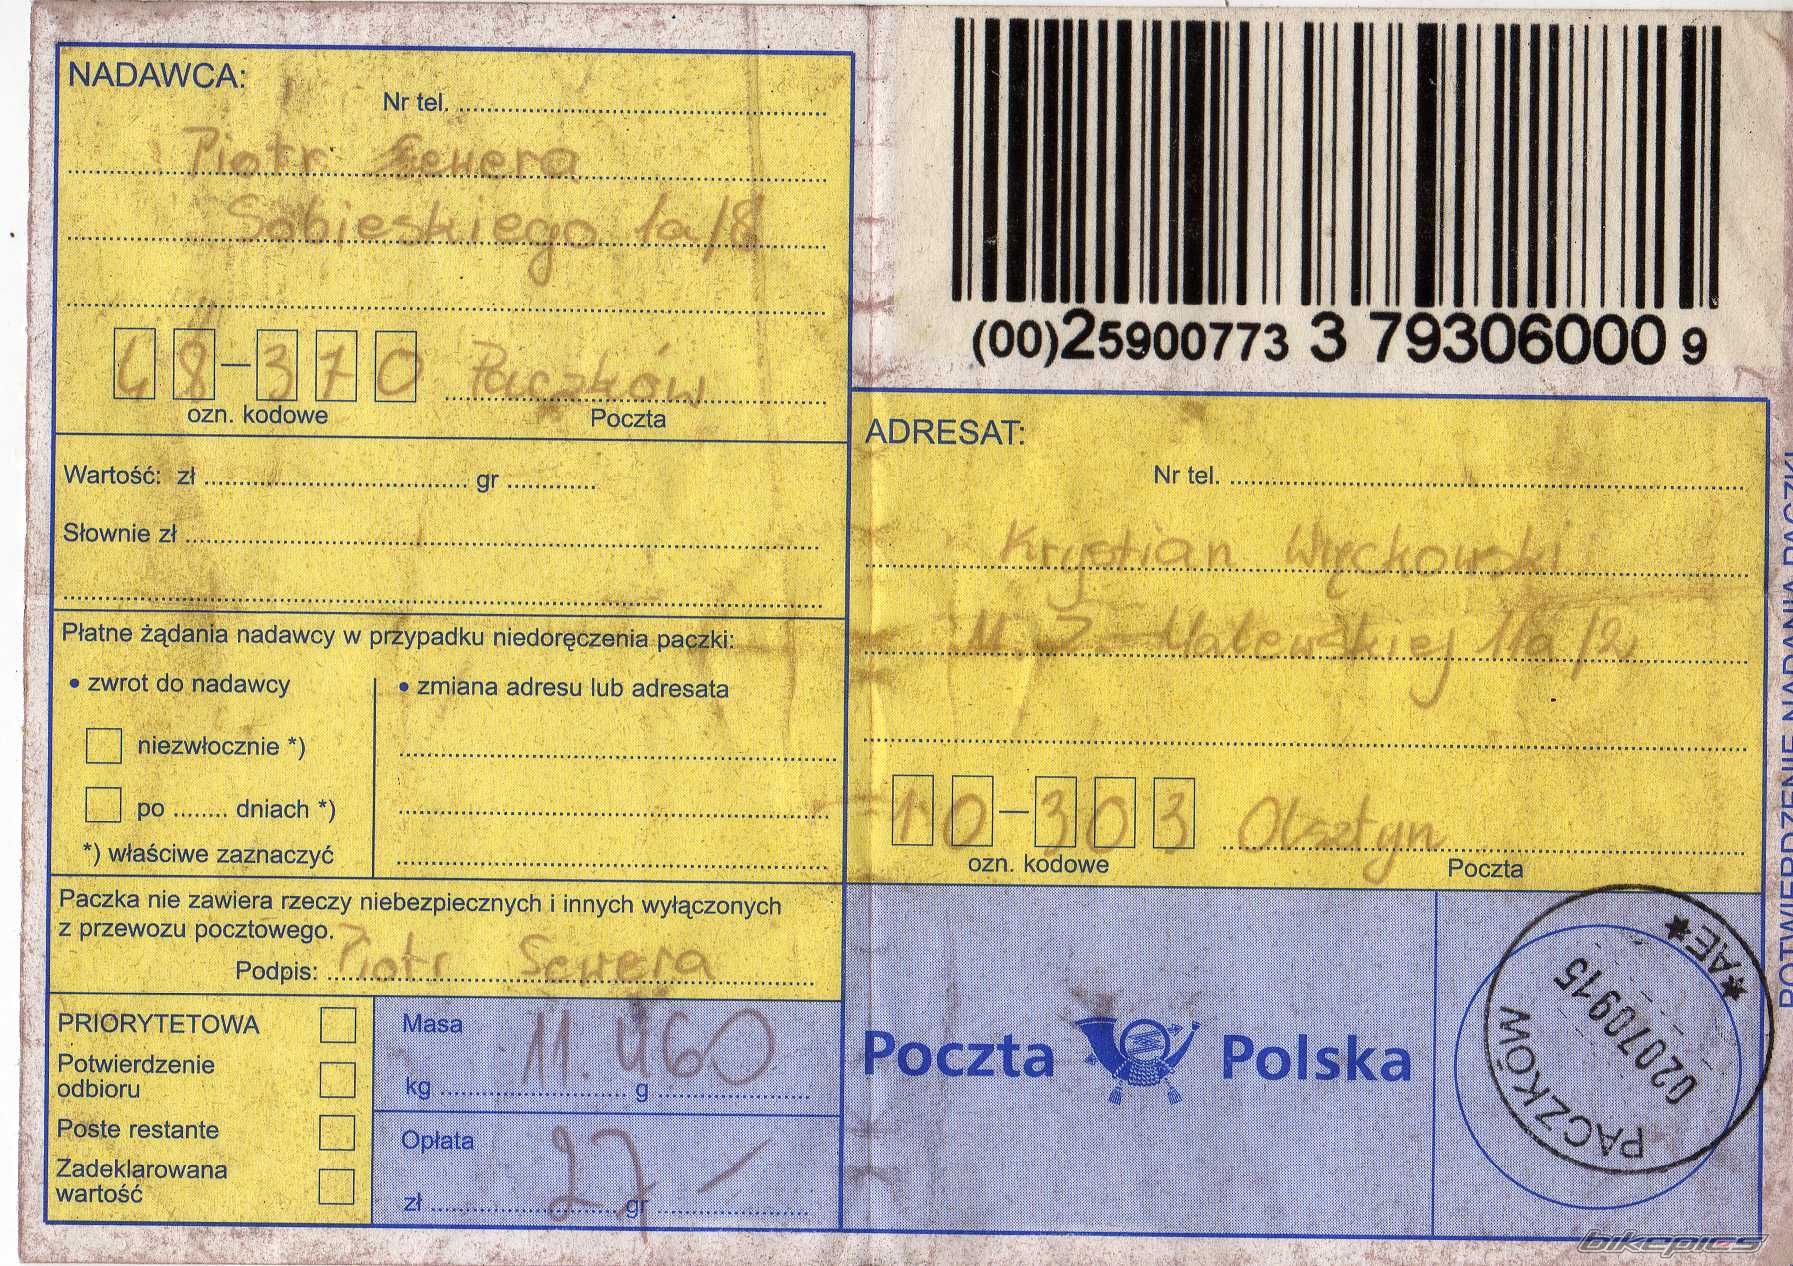 NADAWCA:
Nr tel.
Piotr Sewera
Sobieskiego 1a/8
48-370 Paczków
ozn. kodowe Poczta
Wartość: zł gr
Słownie zł
Płatne żądania nadawcy w przypadku niedoręczenia paczki:
• zwrot do nadawcy
niezwłocznie *)
po ........ dniach *)
*) właściwe zaznaczyć
• zmiana adresu lub adresata
Paczka nie zawiera rzeczy niebezpiecznych i innych wyłączonych
z przewozu pocztowego.
Podpis: Piotr Sewera
PRIORYTETOWA
Potwierdzenie
odbioru
Poste restante
Zadeklarowana
wartość
Masa
11.460
kg g
Opłata
27 -
zł gr
(00)25900773 3 79306000 9
ADRESAT:
Nr tel.
Krystian Więckowski
Malewskiej 11a/2
10-303 Olsztyn
ozn. kodowe Poczta
Poczta Polska
PACZKÓW
02070915
*AE*
POTWIERDZENIE NADANIA PACZKI
bikepics